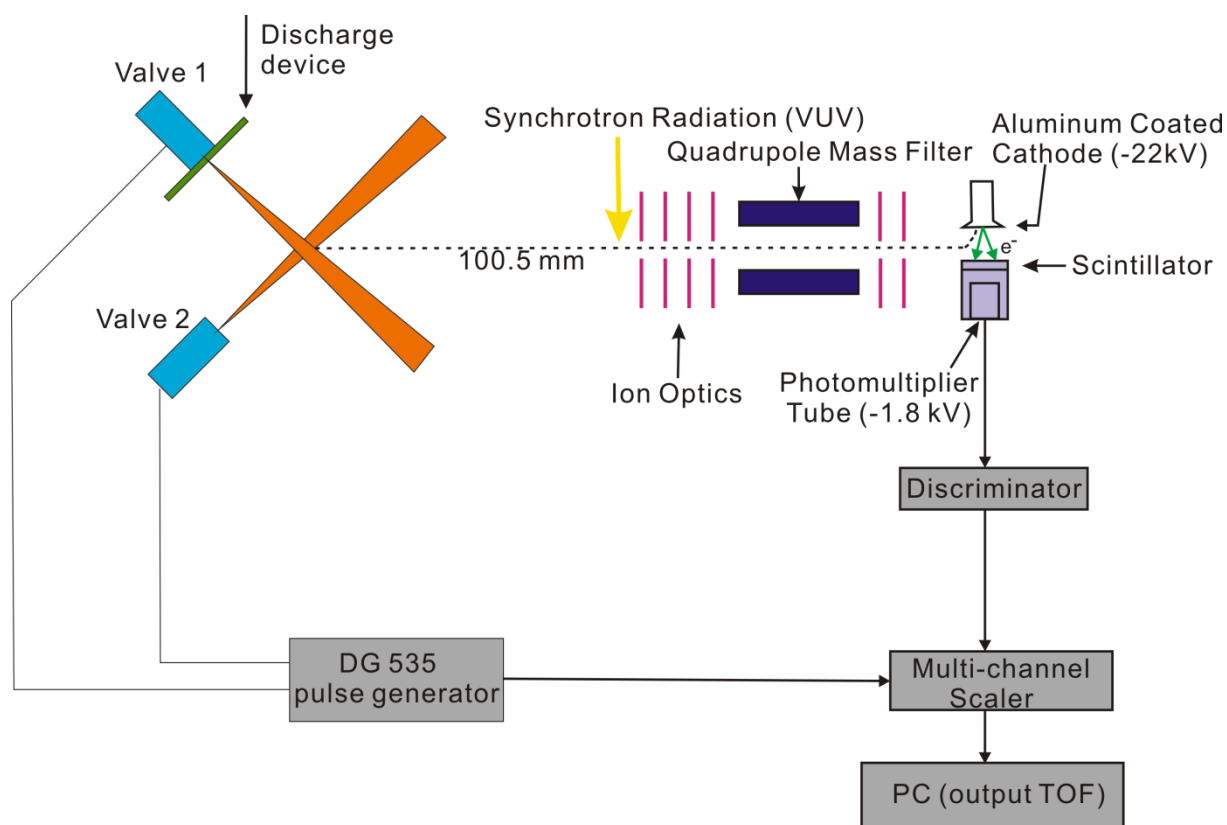 Discharge
device
Valve 1
Synchrotron Radiation (VUV)
Quadrupole Mass Filter
Aluminum Coated
Cathode (-22kV)
e-
100.5 mm
Scintillator
Valve 2
Ion Optics
Photomultiplier
Tube (-1.8 kV)
Discriminator
DG 535
pulse generator
Multi-channel
Scaler
PC (output TOF)